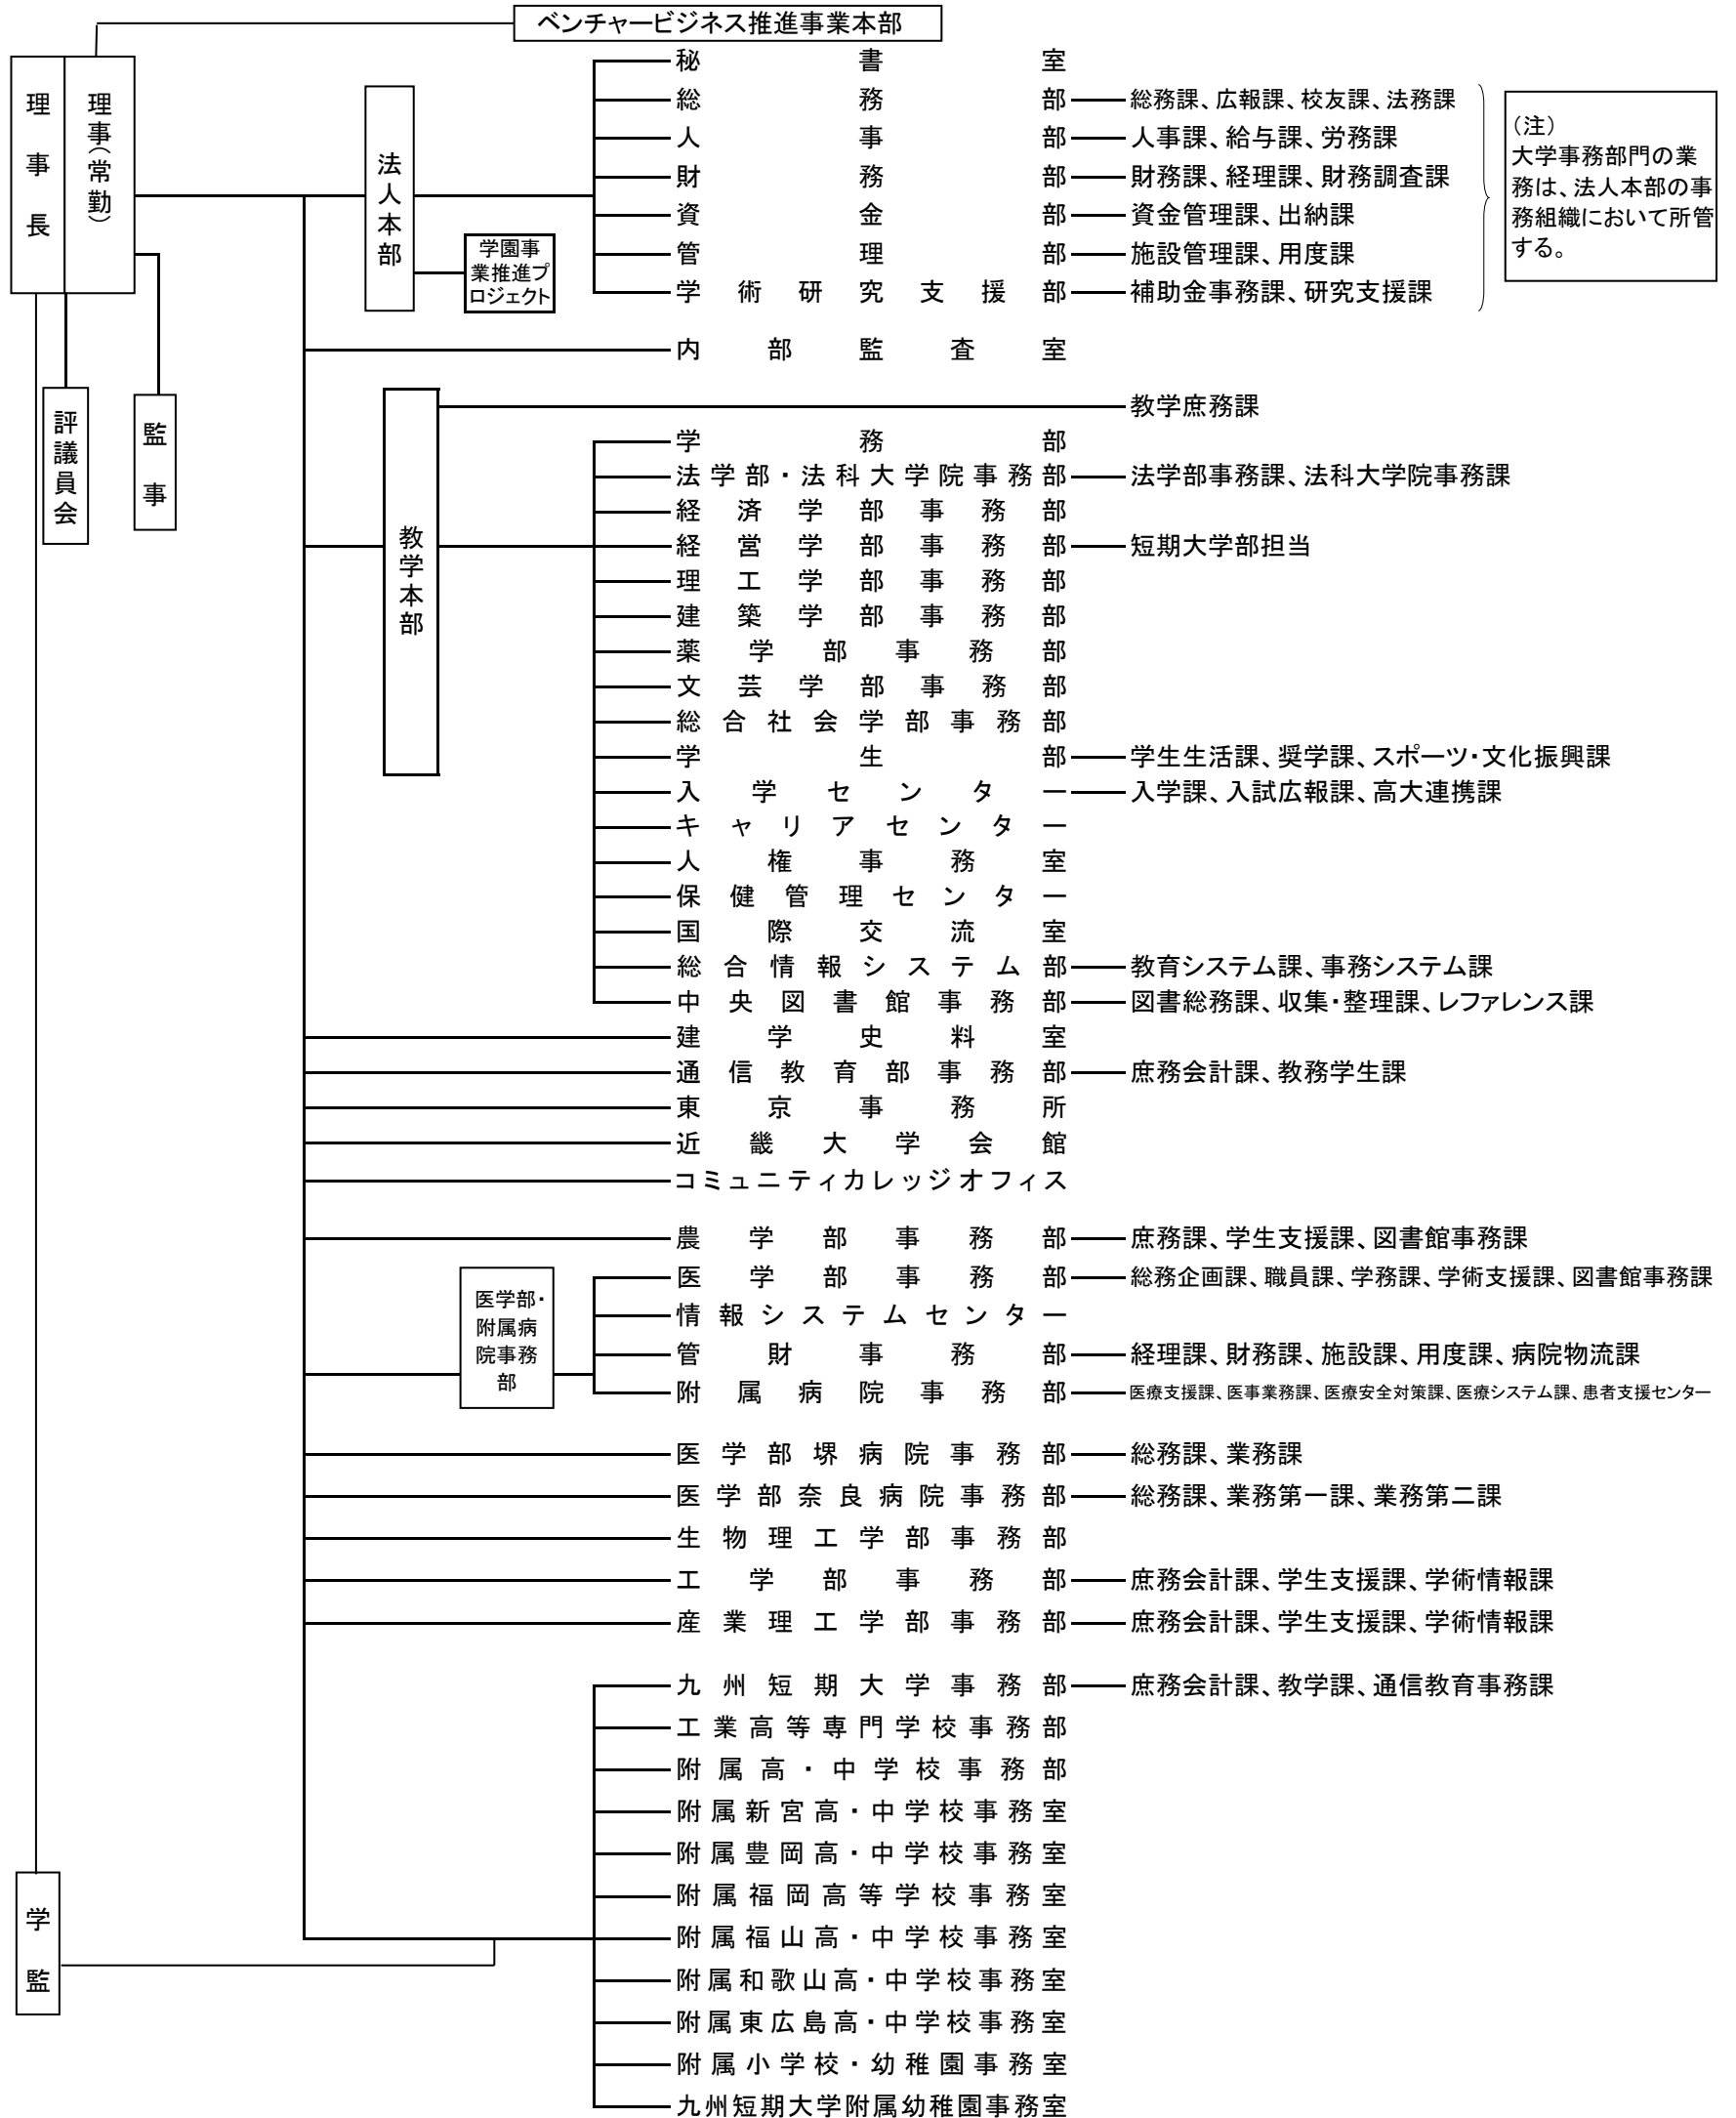 ベンチャービジネス推進事業本部
理事長
理事(常勤)
法人本部
学園事
業推進プ
ロジェクト
秘書室
総務部 総務課、広報課、校友課、法務課
人事部 人事課、給与課、労務課
財務部 財務課、経理課、財務調査課
資金部 資金管理課、出納課
管理部 施設管理課、用度課
学術研究支援部 補助金事務課、研究支援課
(注)
大学事務部門の業
務は、法人本部の事
務組織において所管
する。
内部監査室
評議員会
監事
教学本部
教学庶務課
学務部
法学部・法科大学院事務部 法学部事務課、法科大学院事務課
経済学部事務部
経営学部事務部 短期大学部担当
理工学部事務部
建築学部事務部
薬学部事務部
文芸学部事務部
総合社会学部事務部
学生部 学生生活課、奨学課、スポーツ・文化振興課
入学センター 入学課、入試広報課、高大連携課
キャリアセンター
人権事務室
保健管理センター
国際交流室
総合情報システム部 教育システム課、事務システム課
中央図書館事務部 図書総務課、収集・整理課、レファレンス課
建学史料室
通信教育部事務部 庶務会計課、教務学生課
東京事務所
近畿大学会館
コミュニティカレッジオフィス
農学部事務部 庶務課、学生支援課、図書館事務課
医学部・
附属病
院事務
部
医学部事務部 総務企画課、職員課、学務課、学術支援課、図書館事務課
情報システムセンター
管財事務部 経理課、財務課、施設課、用度課、病院物流課
附属病院事務部 医療支援課、医事業務課、医療安全対策課、医療システム課、患者支援センター
医学部堺病院事務部 総務課、業務課
医学部奈良病院事務部 総務課、業務第一課、業務第二課
生物理工学部事務部
工学部事務部 庶務会計課、学生支援課、学術情報課
産業理工学部事務部 庶務会計課、学生支援課、学術情報課
九州短期大学事務部 庶務会計課、教学課、通信教育事務課
工業高等専門学校事務部
附属高・中学校事務部
附属新宮高・中学校事務室
附属豊岡高・中学校事務室
附属福岡高等学校事務室
附属福山高・中学校事務室
附属和歌山高・中学校事務室
附属東広島高・中学校事務室
附属小学校・幼稚園事務室
九州短期大学附属幼稚園事務室
学監